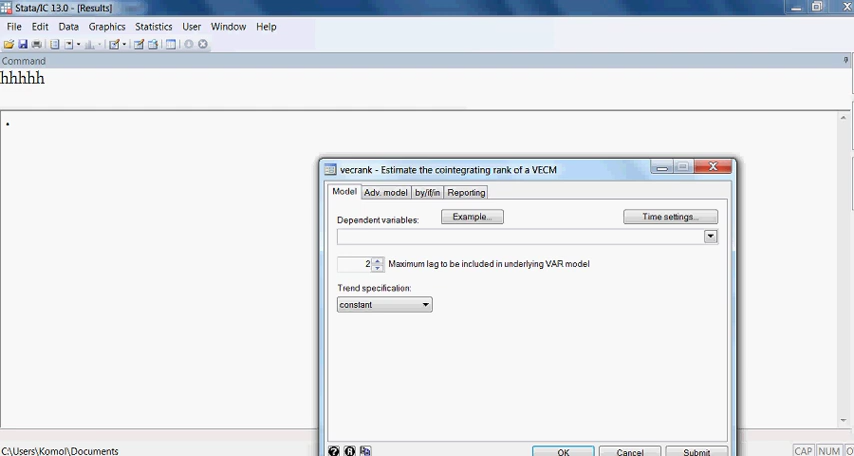 Stata/IC 13.0 - [Results]
File Edit Data Graphics Statistics User Window Help
Command
hhhhh
.
vecrank - Estimate the cointegrating rank of a VECM
Model Adv. model by/if/in Reporting
Dependent variables: Example... Time settings...
2 Maximum lag to be included in underlying VAR model
Trend specification:
constant
OK Cancel Submit
C:\Users\Komol\Documents CAP NUM O